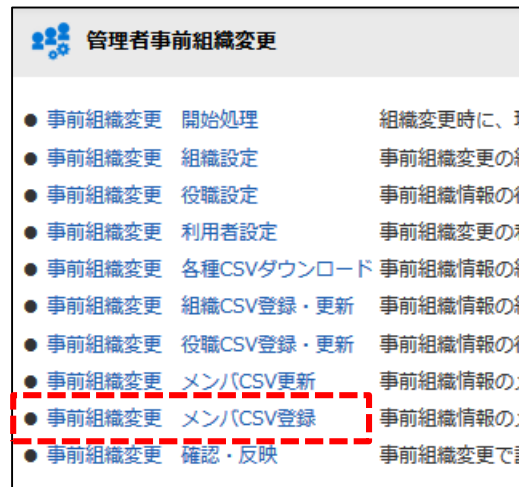 管理者事前組織変更
● 事前組織変更　開始処理　組織変更時に、
● 事前組織変更　組織設定　事前組織変更の
● 事前組織変更　役職設定　事前組織情報の
● 事前組織変更　利用者設定　事前組織変更の
● 事前組織変更　各種CSVダウンロード 事前組織情報の
● 事前組織変更　組織CSV登録・更新　事前組織情報の
● 事前組織変更　役職CSV登録・更新　事前組織情報の
● 事前組織変更　メンバCSV更新　事前組織情報の
● 事前組織変更　メンバCSV登録　事前組織情報の
● 事前組織変更　確認・反映　事前組織変更で